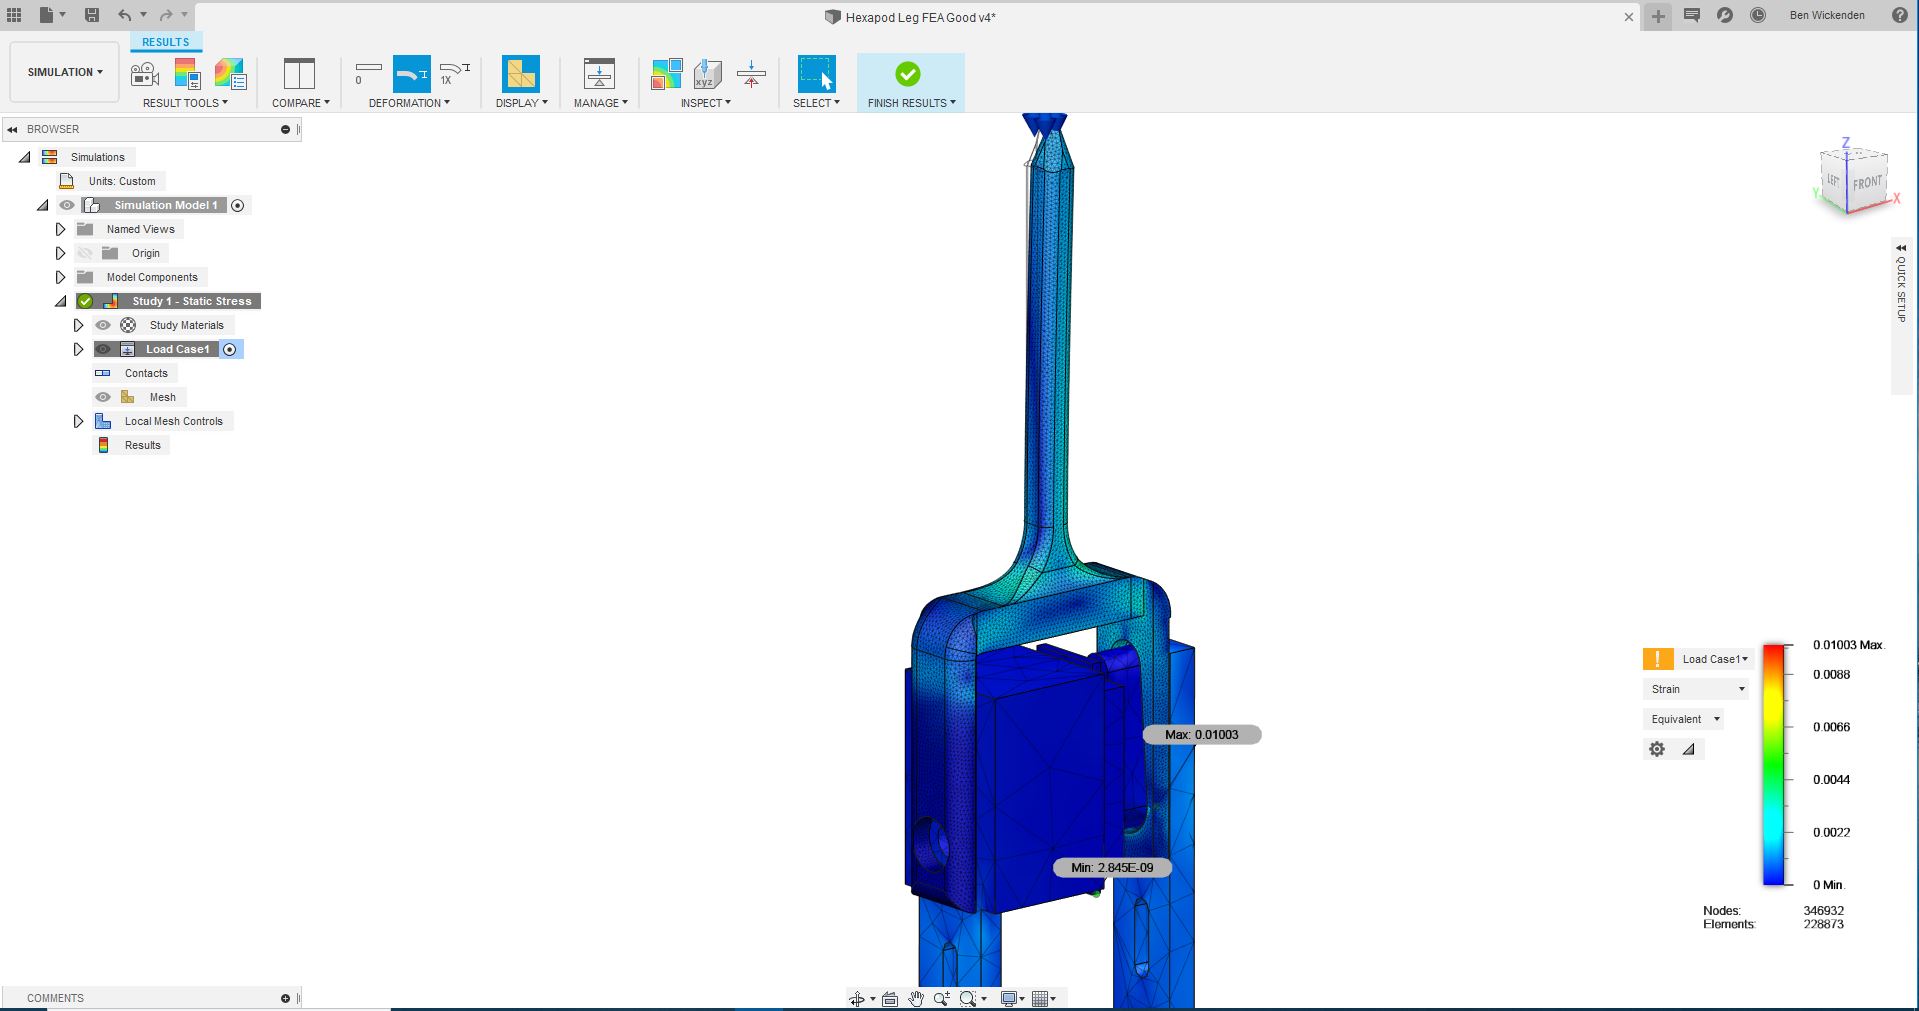 Hexapod Leg FEA Good v4*
Ben Wickenden
RESULTS
SIMULATION
RESULT TOOLS
COMPARE
0
1X
DEFORMATION
DISPLAY
MANAGE
xyz
INSPECT
SELECT
FINISH RESULTS
BROWSER
Simulations
Units: Custom
Simulation Model 1
Named Views
Origin
Model Components
Study 1 - Static Stress
Study Materials
Load Case1
Contacts
Mesh
Local Mesh Controls
Results
Z
LEFT
FRONT
Y
X
QUICK SETUP
Max: 0.01003
Min: 2.845E-09
! Load Case1
Strain
Equivalent
0.01003 Max.
0.0088
0.0066
0.0044
0.0022
0 Min.
Nodes: 346932
Elements: 228873
COMMENTS